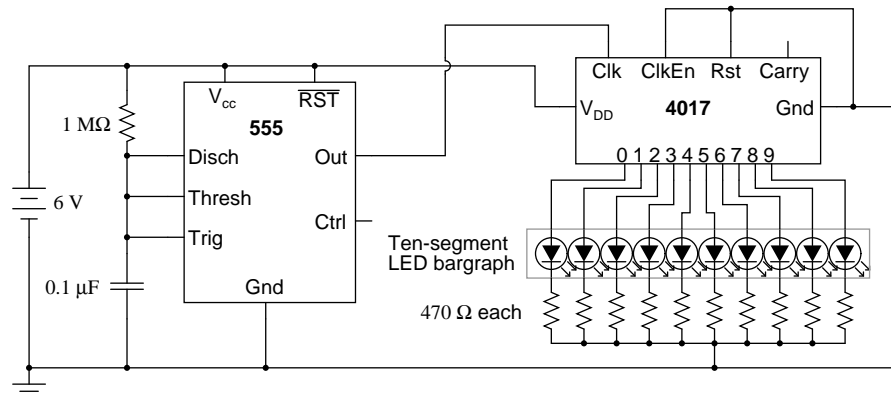 Clk ClkEn Rst Carry
V_cc R̅S̅T̅
555
4017
V_DD
Gnd
1 MΩ
Disch
Out
0 1 2 3 4 5 6 7 8 9
Thresh
6 V
Ctrl
Trig
Ten-segment
LED bargraph
Gnd
0.1 µF
470 Ω each